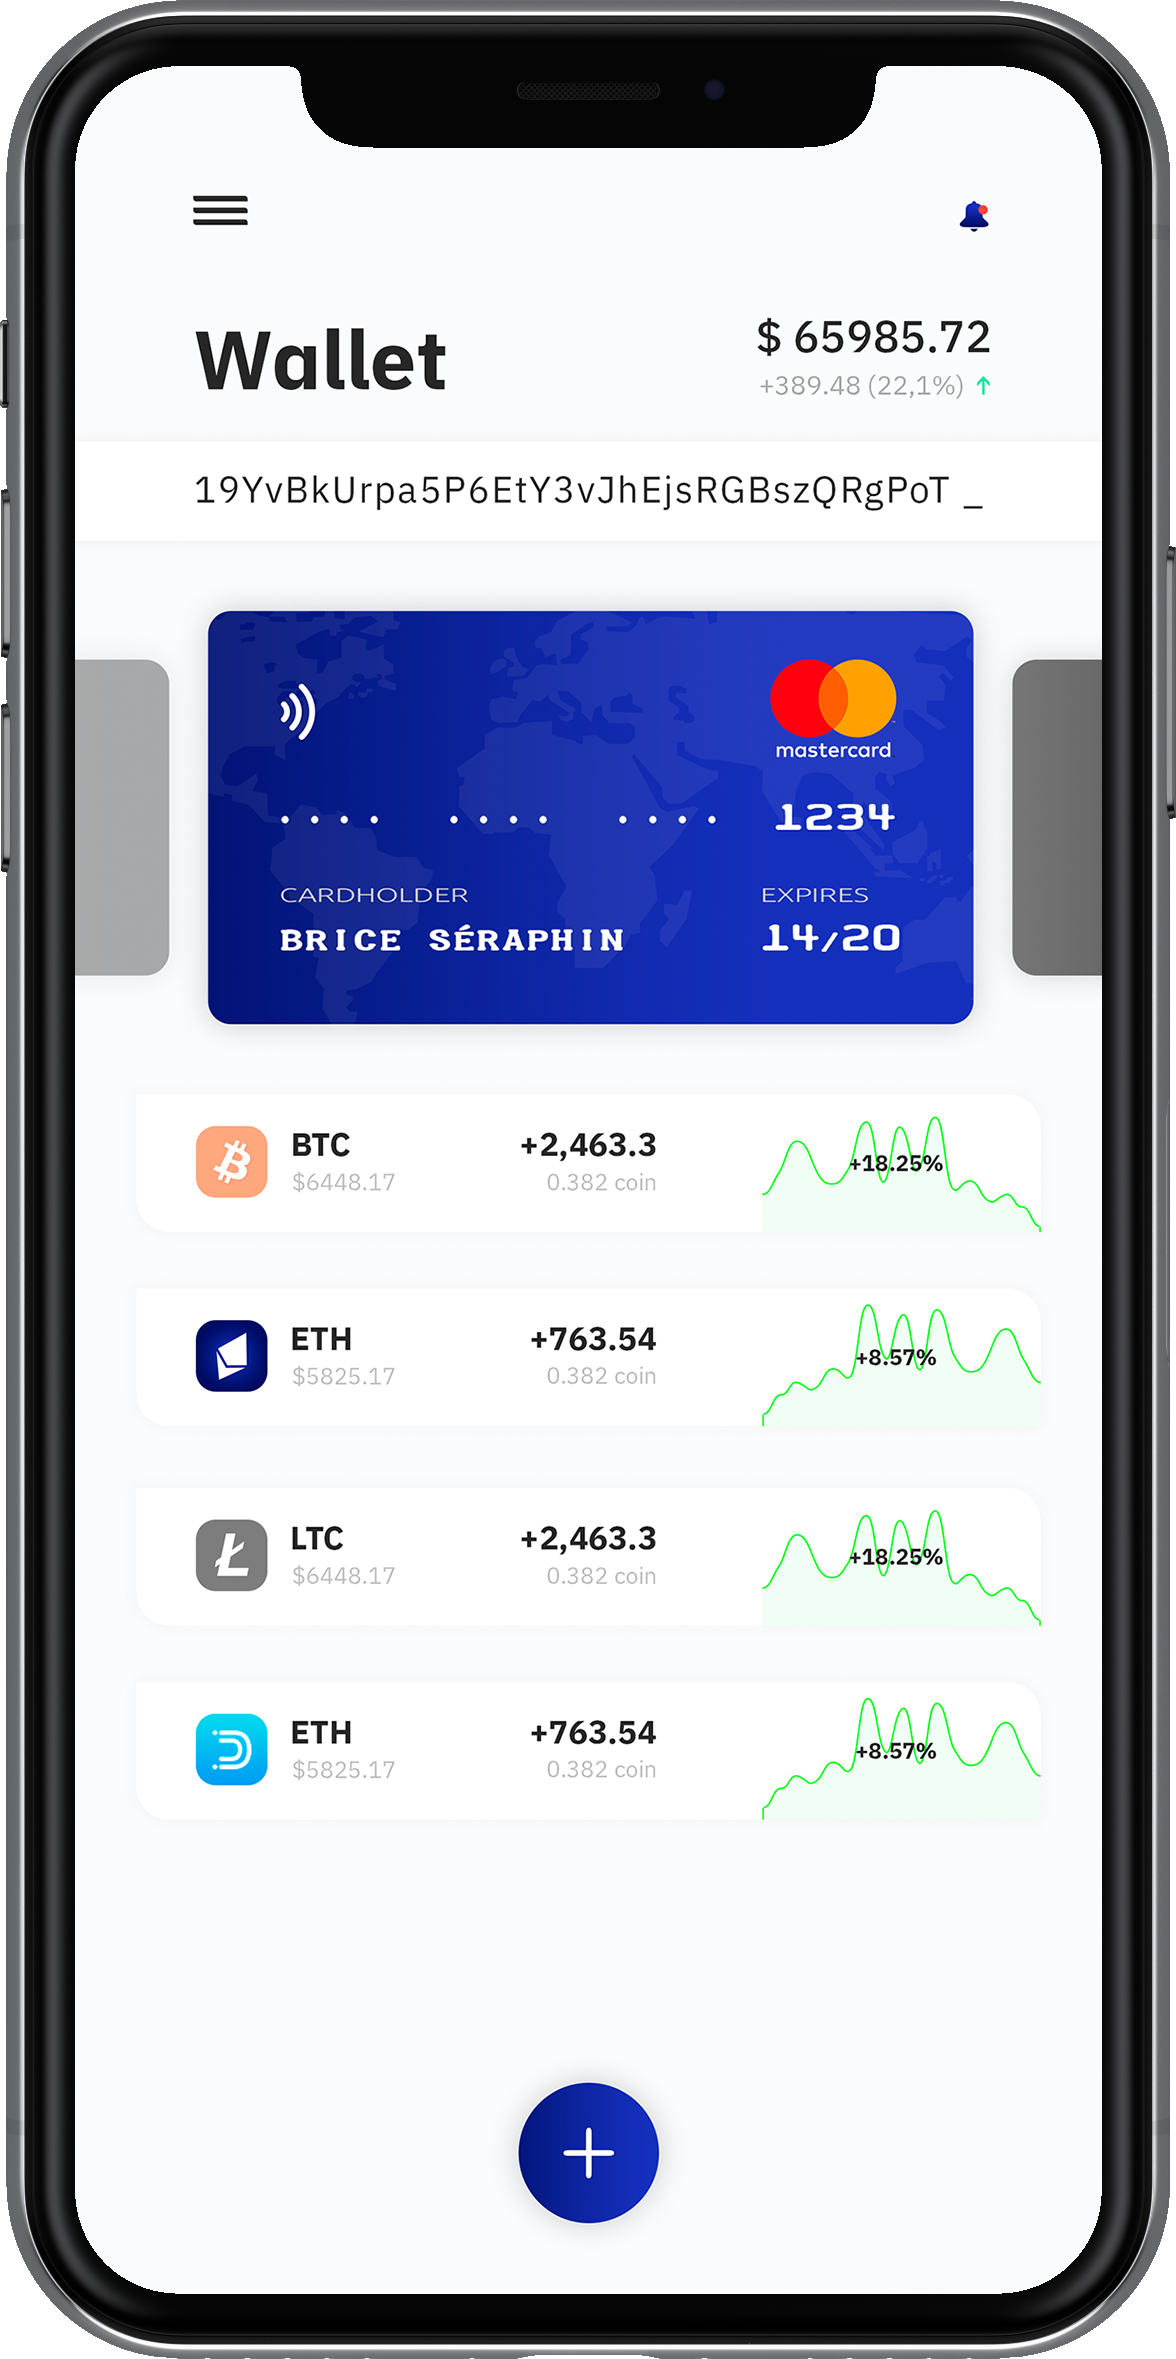 Wallet
$ 65985.72
+389.48 (22,1%) ↑
19YvBkUrpa5P6EtY3vJhEjsRGBszQRgPoT _
mastercard
•••• •••• •••• 1234
CARDHOLDER EXPIRES
BRICE SÉRAPHIN 14/20
BTC +2,463.3
+18.25%
$6448.17 0.382 coin
ETH +763.54
+8.57%
$5825.17 0.382 coin
LTC +2,463.3
+18.25%
$6448.17 0.382 coin
ETH +763.54
+8.57%
$5825.17 0.382 coin